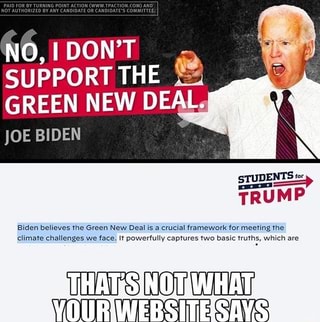 PAID FOR BY TURNING POINT ACTION (WWW.TPACTION.COM) AND
NOT AUTHORIZED BY ANY CANDIDATE OR CANDIDATE'S COMMITTEE.
NO, I DON'T
SUPPORT THE
GREEN NEW DEAL.
JOE BIDEN
STUDENTS for
TRUMP
Biden believes the Green New Deal is a crucial framework for meeting the
climate challenges we face. It powerfully captures two basic truths, which are
THAT'S NOT WHAT
YOUR WEBSITE SAYS